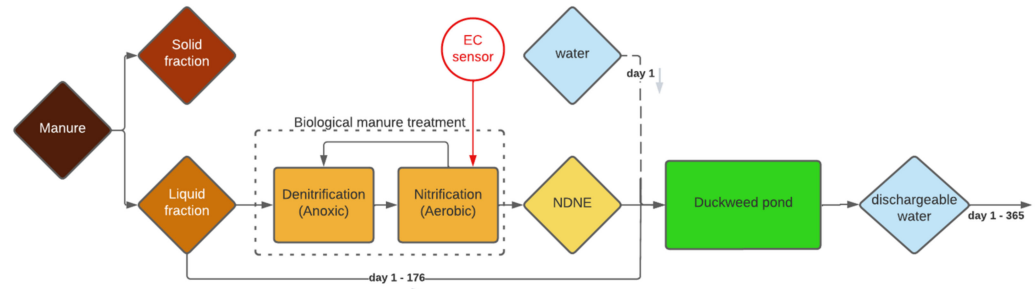 Solid
fraction
EC
sensor
water
day 1
Manure
Biological manure treatment
Liquid
fraction
Denitrification
(Anoxic)
Nitrification
(Aerobic)
NDNE
Duckweed pond
dischargeable
water
day 1 - 365
day 1 - 176